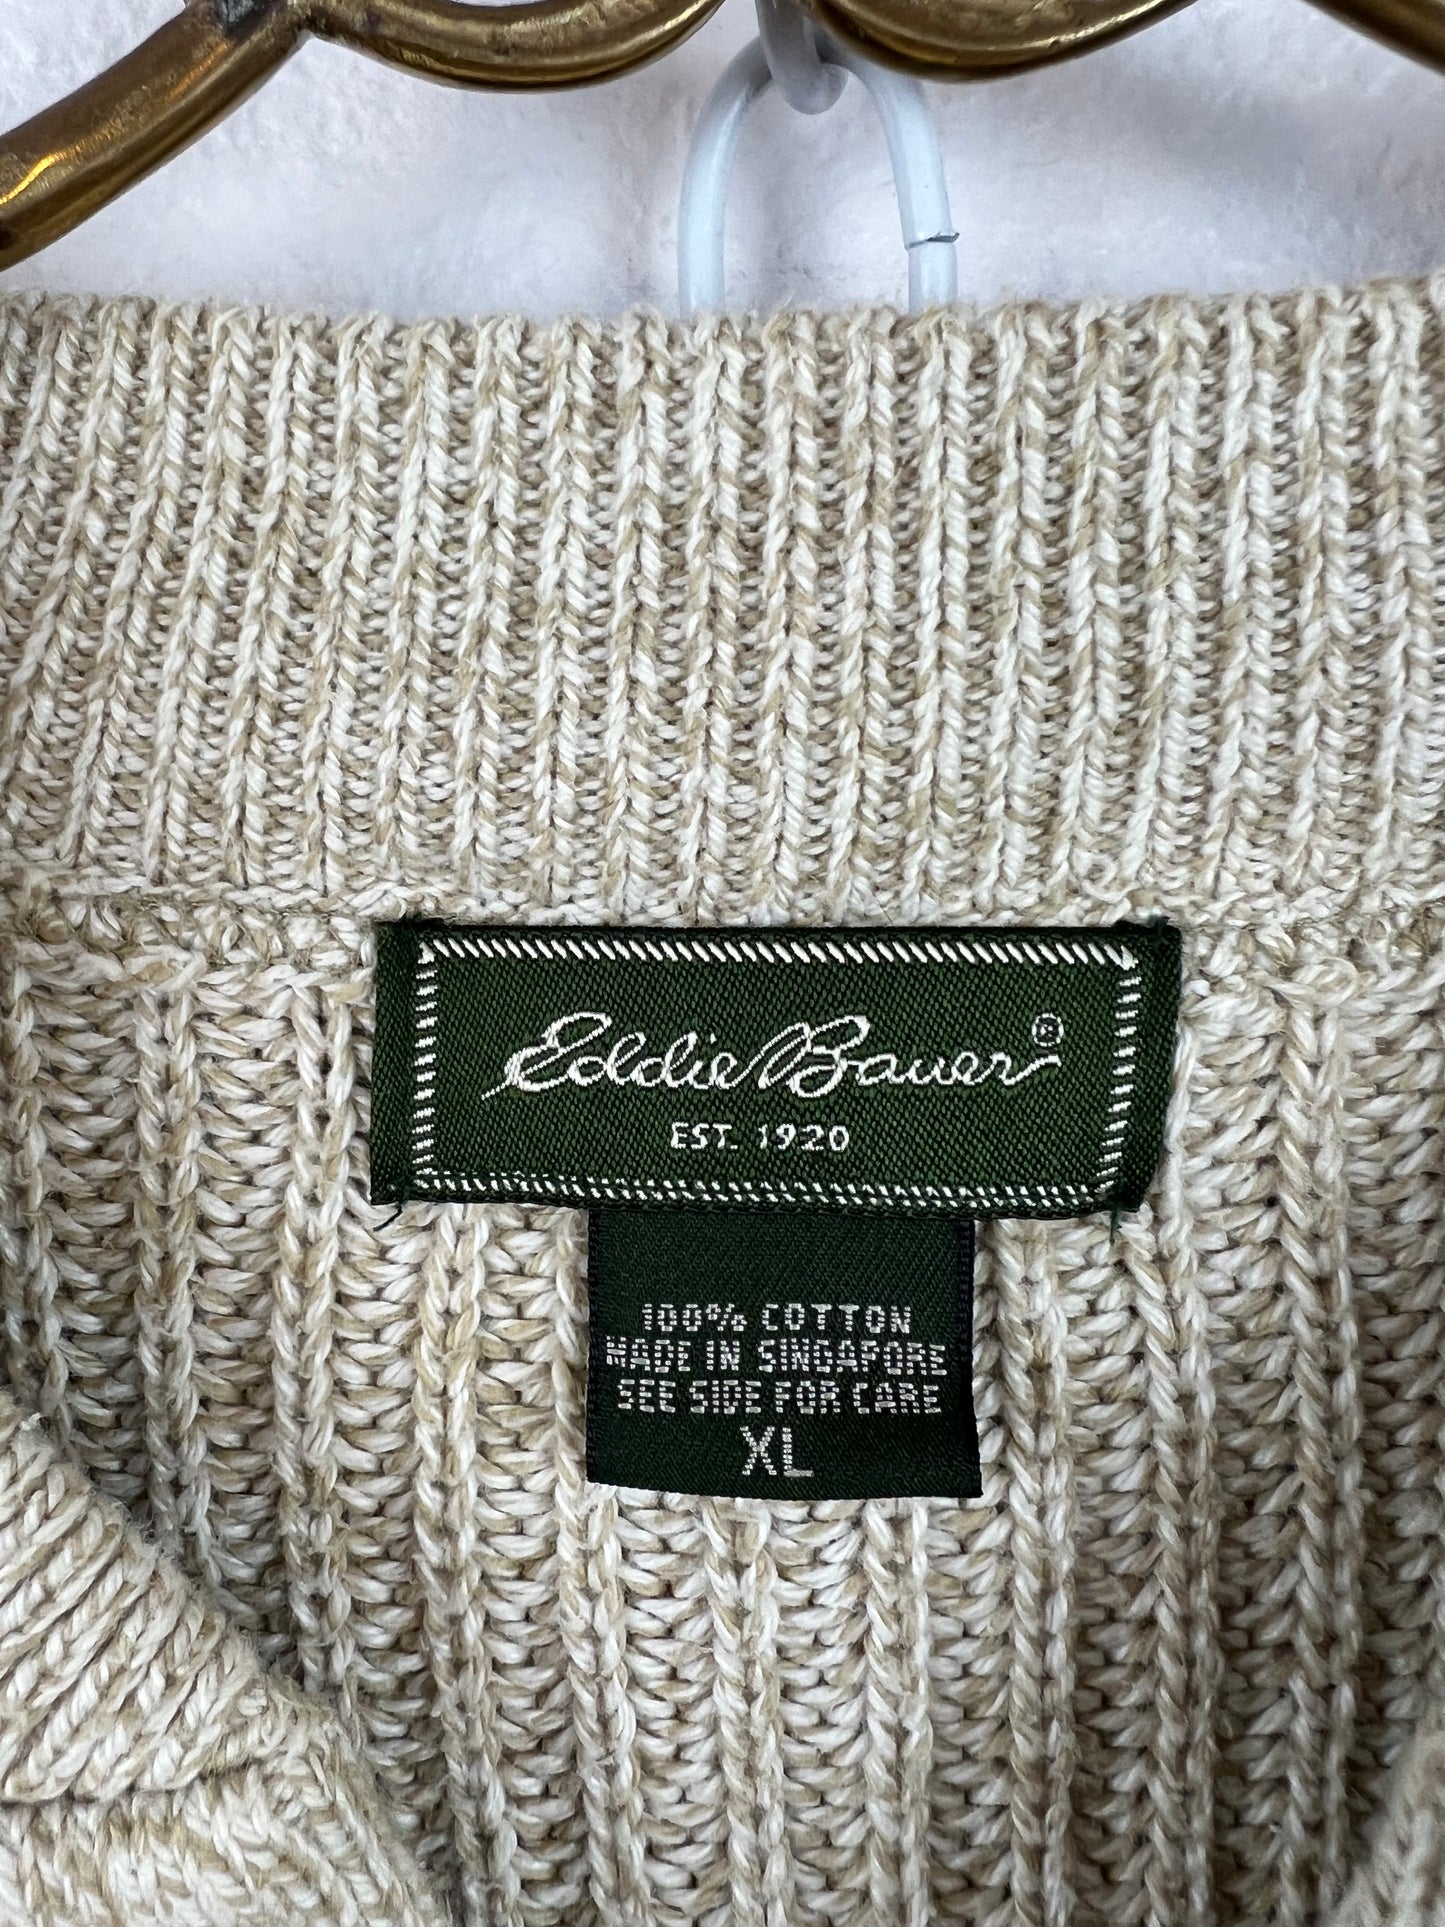 Eddie Bauer®
EST. 1920
100% COTTON
MADE IN SINGAPORE
SEE SIDE FOR CARE
XL